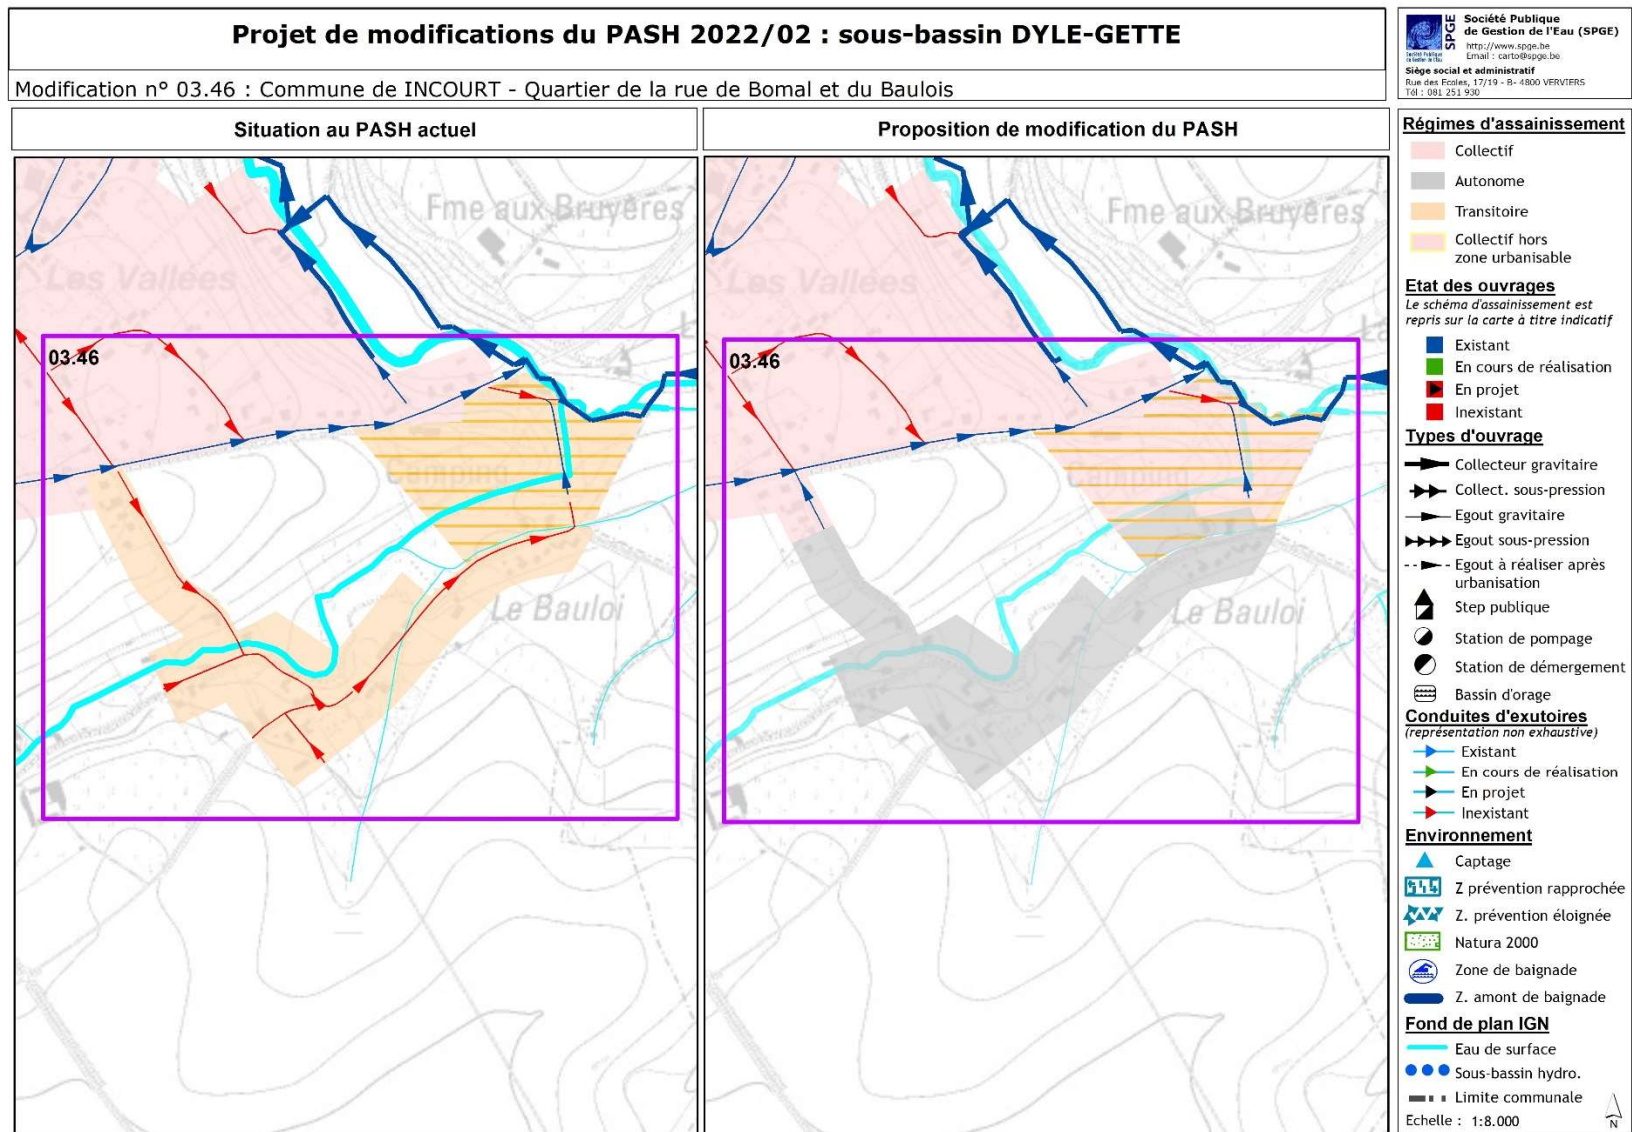 Projet de modifications du PASH 2022/02 : sous-bassin DYLE-GETTE
Modification n° 03.46 : Commune de INCOURT - Quartier de la rue de Bomal et du Baulois
SPGE
Société Publique
de Gestion de l'Eau (SPGE)
http://www.spge.be
Email : carto@spge.be
Siège social et administratif
Rue des Ecoles, 17/19 - B- 4800 VERVIERS
Tél : 081 251 930
Situation au PASH actuel
Fme aux Bruyères
Les Vallées
03.46
Camping
Le Bauloi
Proposition de modification du PASH
Fme aux Bruyères
Les Vallées
03.46
Camping
Le Bauloi
Régimes d'assainissement
Collectif
Autonome
Transitoire
Collectif hors
zone urbanisable
Etat des ouvrages
Le schéma d'assainissement est
repris sur la carte à titre indicatif
Existant
En cours de réalisation
En projet
Inexistant
Types d'ouvrage
Collecteur gravitaire
Collect. sous-pression
Egout gravitaire
Egout sous-pression
Egout à réaliser après
urbanisation
Step publique
Station de pompage
Station de démergement
Bassin d'orage
Conduites d'exutoires
(représentation non exhaustive)
Existant
En cours de réalisation
En projet
Inexistant
Environnement
Captage
Z prévention rapprochée
Z. prévention éloignée
Natura 2000
Zone de baignade
Z. amont de baignade
Fond de plan IGN
Eau de surface
Sous-bassin hydro.
Limite communale
Echelle : 1:8.000
N